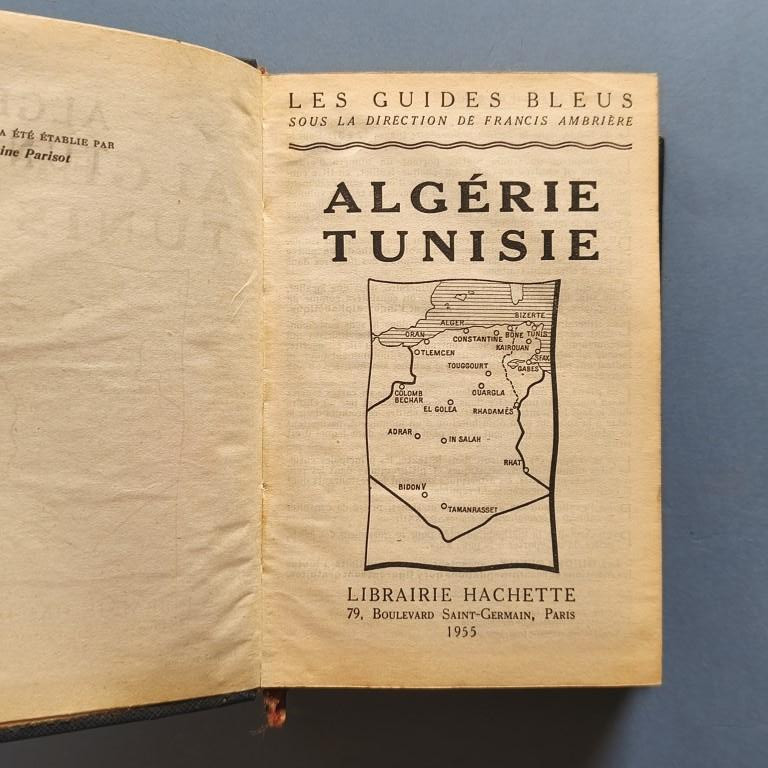 A ÉTÉ ÉTABLIE PAR
ine Parisot
LES GUIDES BLEUS
SOUS LA DIRECTION DE FRANCIS AMBRIÈRE
ALGÉRIE
TUNISIE
BIZERTE
ALGER
ORAN
CONSTANTINE
BÔNE
TUNIS
KAIROUAN
TLEMCEN
SFAX
TOUGGOURT
GABES
COLOMB
BECHAR
OUARGLA
EL GOLÉA
RHADAMÈS
ADRAR
IN SALAH
RHAT
BIDON V
TAMANRASSET
LIBRAIRIE HACHETTE
79, BOULEVARD SAINT-GERMAIN, PARIS
1955